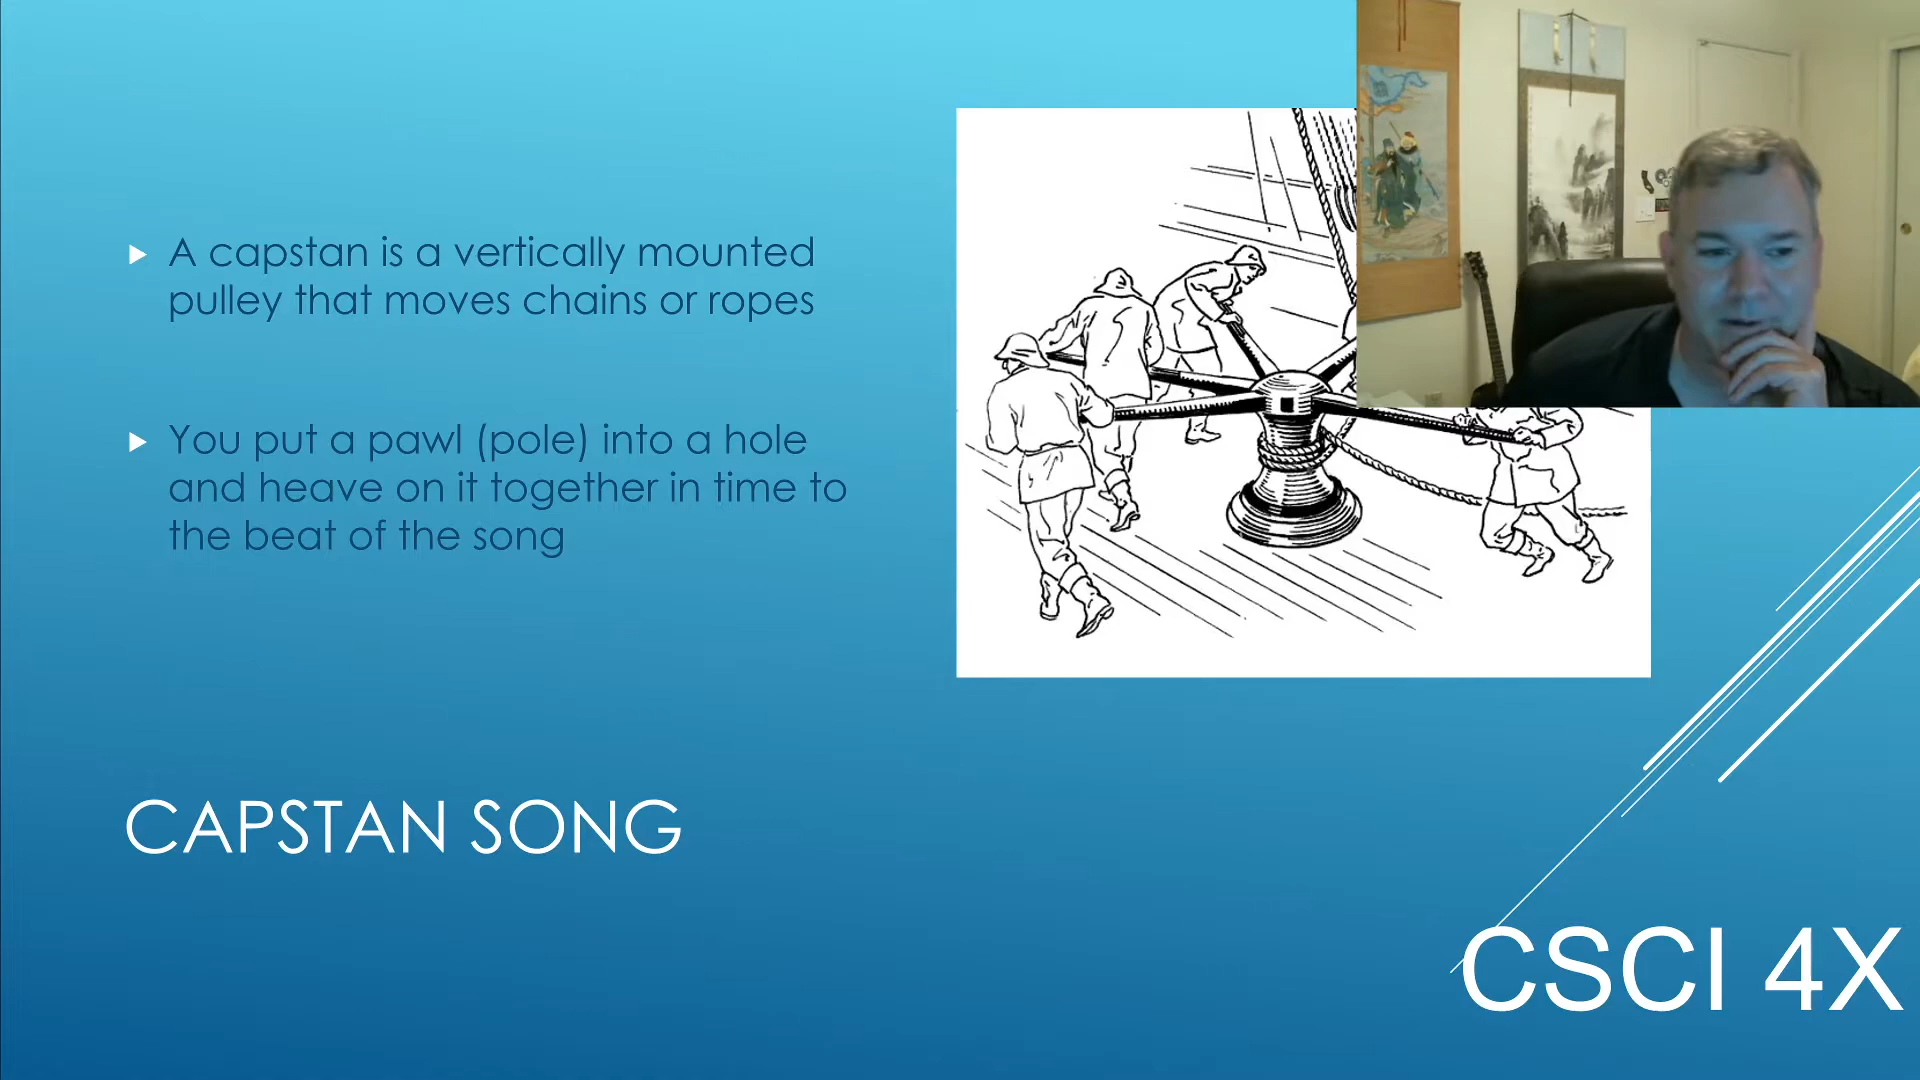 A capstan is a vertically mounted
pulley that moves chains or ropes
You put a pawl (pole) into a hole
and heave on it together in time to
the beat of the song
CAPSTAN SONG
CSCI 4X